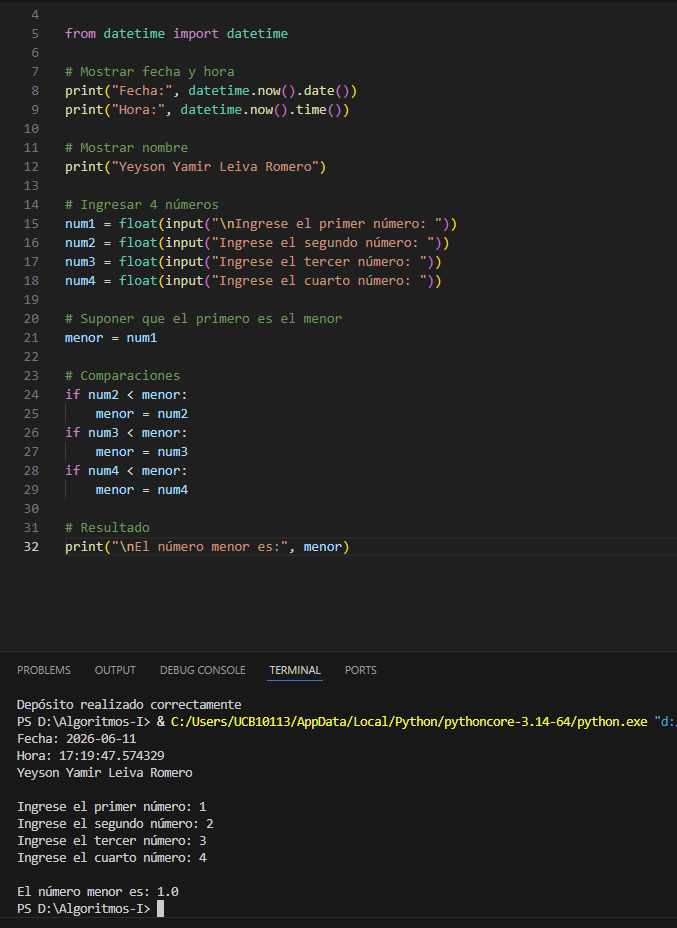 4
5 from datetime import datetime
6
7 # Mostrar fecha y hora
8 print("Fecha:", datetime.now().date())
9 print("Hora:", datetime.now().time())
10
11 # Mostrar nombre
12 print("Yeyson Yamir Leiva Romero")
13
14 # Ingresar 4 números
15 num1 = float(input("\nIngrese el primer número: "))
16 num2 = float(input("Ingrese el segundo número: "))
17 num3 = float(input("Ingrese el tercer número: "))
18 num4 = float(input("Ingrese el cuarto número: "))
19
20 # Suponer que el primero es el menor
21 menor = num1
22
23 # Comparaciones
24 if num2 < menor:
25     menor = num2
26 if num3 < menor:
27     menor = num3
28 if num4 < menor:
29     menor = num4
30
31 # Resultado
32 print("\nEl número menor es:", menor)
PROBLEMS OUTPUT DEBUG CONSOLE TERMINAL PORTS
Depósito realizado correctamente
PS D:\Algoritmos-I> & C:/Users/UCB10113/AppData/Local/Python/pythoncore-3.14-64/python.exe "d:/
Fecha: 2026-06-11
Hora: 17:19:47.574329
Yeyson Yamir Leiva Romero
Ingrese el primer número: 1
Ingrese el segundo número: 2
Ingrese el tercer número: 3
Ingrese el cuarto número: 4
El número menor es: 1.0
PS D:\Algoritmos-I>